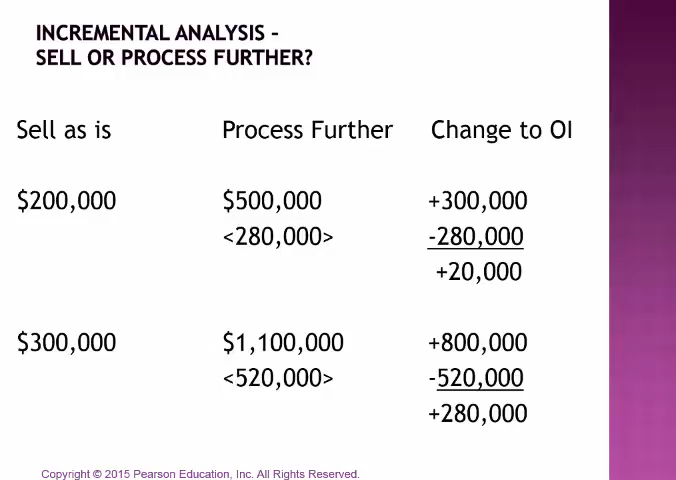 INCREMENTAL ANALYSIS –
SELL OR PROCESS FURTHER?
Sell as is Process Further Change to OI
$200,000 $500,000 +300,000
<280,000> -280,000
+20,000
$300,000 $1,100,000 +800,000
<520,000> -520,000
+280,000
Copyright © 2015 Pearson Education, Inc. All Rights Reserved.